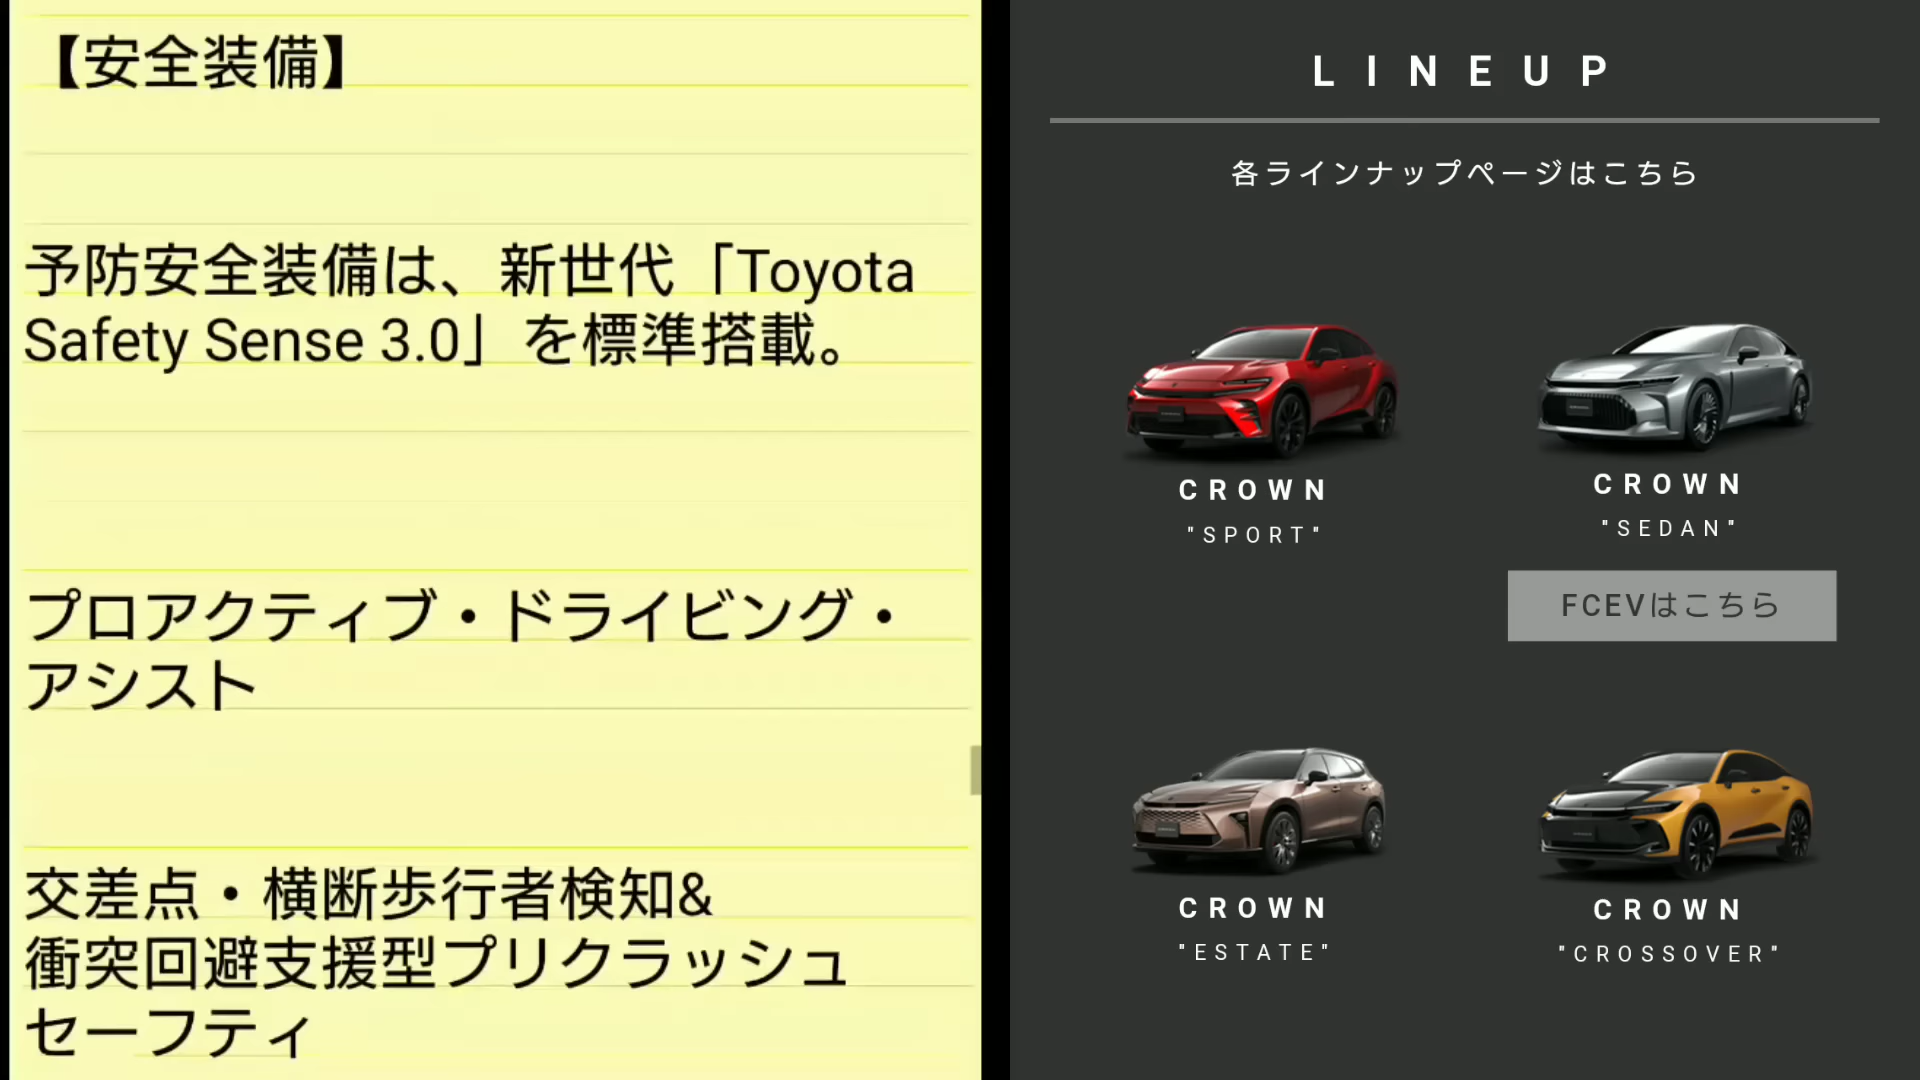 【安全装備】
予防安全装備は、新世代「Toyota
Safety Sense 3.0」を標準搭載。
プロアクティブ・ドライビング・
アシスト
交差点・横断歩行者検知&
衝突回避支援型プリクラッシュ
セーフティ
LINEUP
各ラインナップページはこちら
CROWN
"SPORT"
CROWN
"SEDAN"
FCEVはこちら
CROWN
"ESTATE"
CROWN
"CROSSOVER"